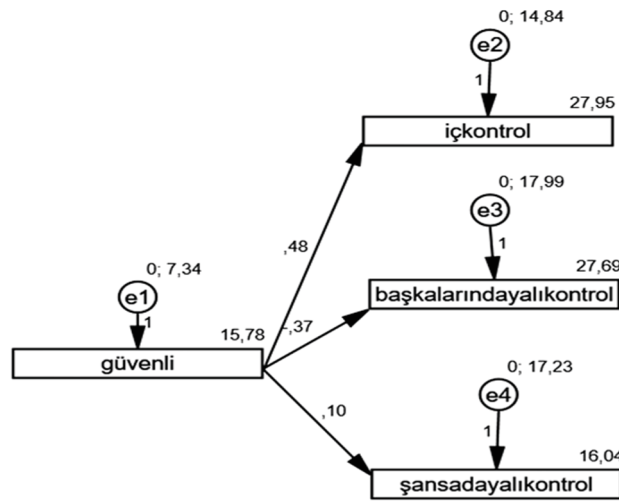 0; 14,84
e2
1
27,95
içkontrol
0; 17,99
e3
,48
1
27,69
başkalarındayalıkontrol
0; 7,34
e1
1
15,78
-,37
güvenli
0; 17,23
e4
,10
1
16,04
şansadayalıkontrol